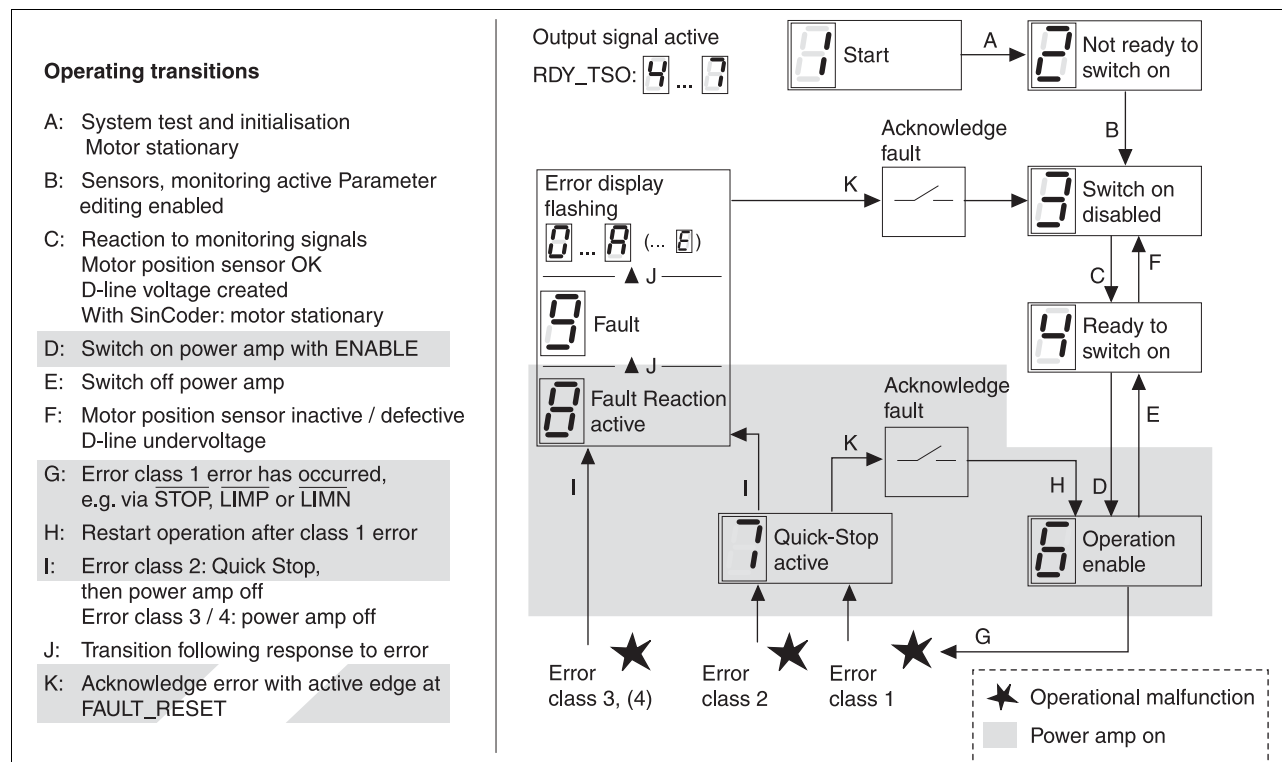 Operating transitions
A: System test and initialisation
Motor stationary
B: Sensors, monitoring active Parameter
editing enabled
C: Reaction to monitoring signals
Motor position sensor OK
D-line voltage created
With SinCoder: motor stationary
D: Switch on power amp with ENABLE
E: Switch off power amp
F: Motor position sensor inactive / defective
D-line undervoltage
G: Error class 1 error has occurred,
e.g. via STOP, LIMP or LIMN
H: Restart operation after class 1 error
I: Error class 2: Quick Stop,
then power amp off
Error class 3 / 4: power amp off
J: Transition following response to error
K: Acknowledge error with active edge at
FAULT_RESET
Output signal active
RDY_TSO: 4 ... 7
1 Start
A
2 Not ready to
switch on
B
Acknowledge
fault
K
3 Switch on
disabled
Error display
flashing
0 ... A (... E)
J
C
F
9 Fault
4 Ready to
switch on
J
8 Fault Reaction
active
Acknowledge
fault
K
E
I
I
H
D
7 Quick-Stop
active
6 Operation
enable
G
Error
class 3, (4)
Error
class 2
Error
class 1
Operational malfunction
Power amp on